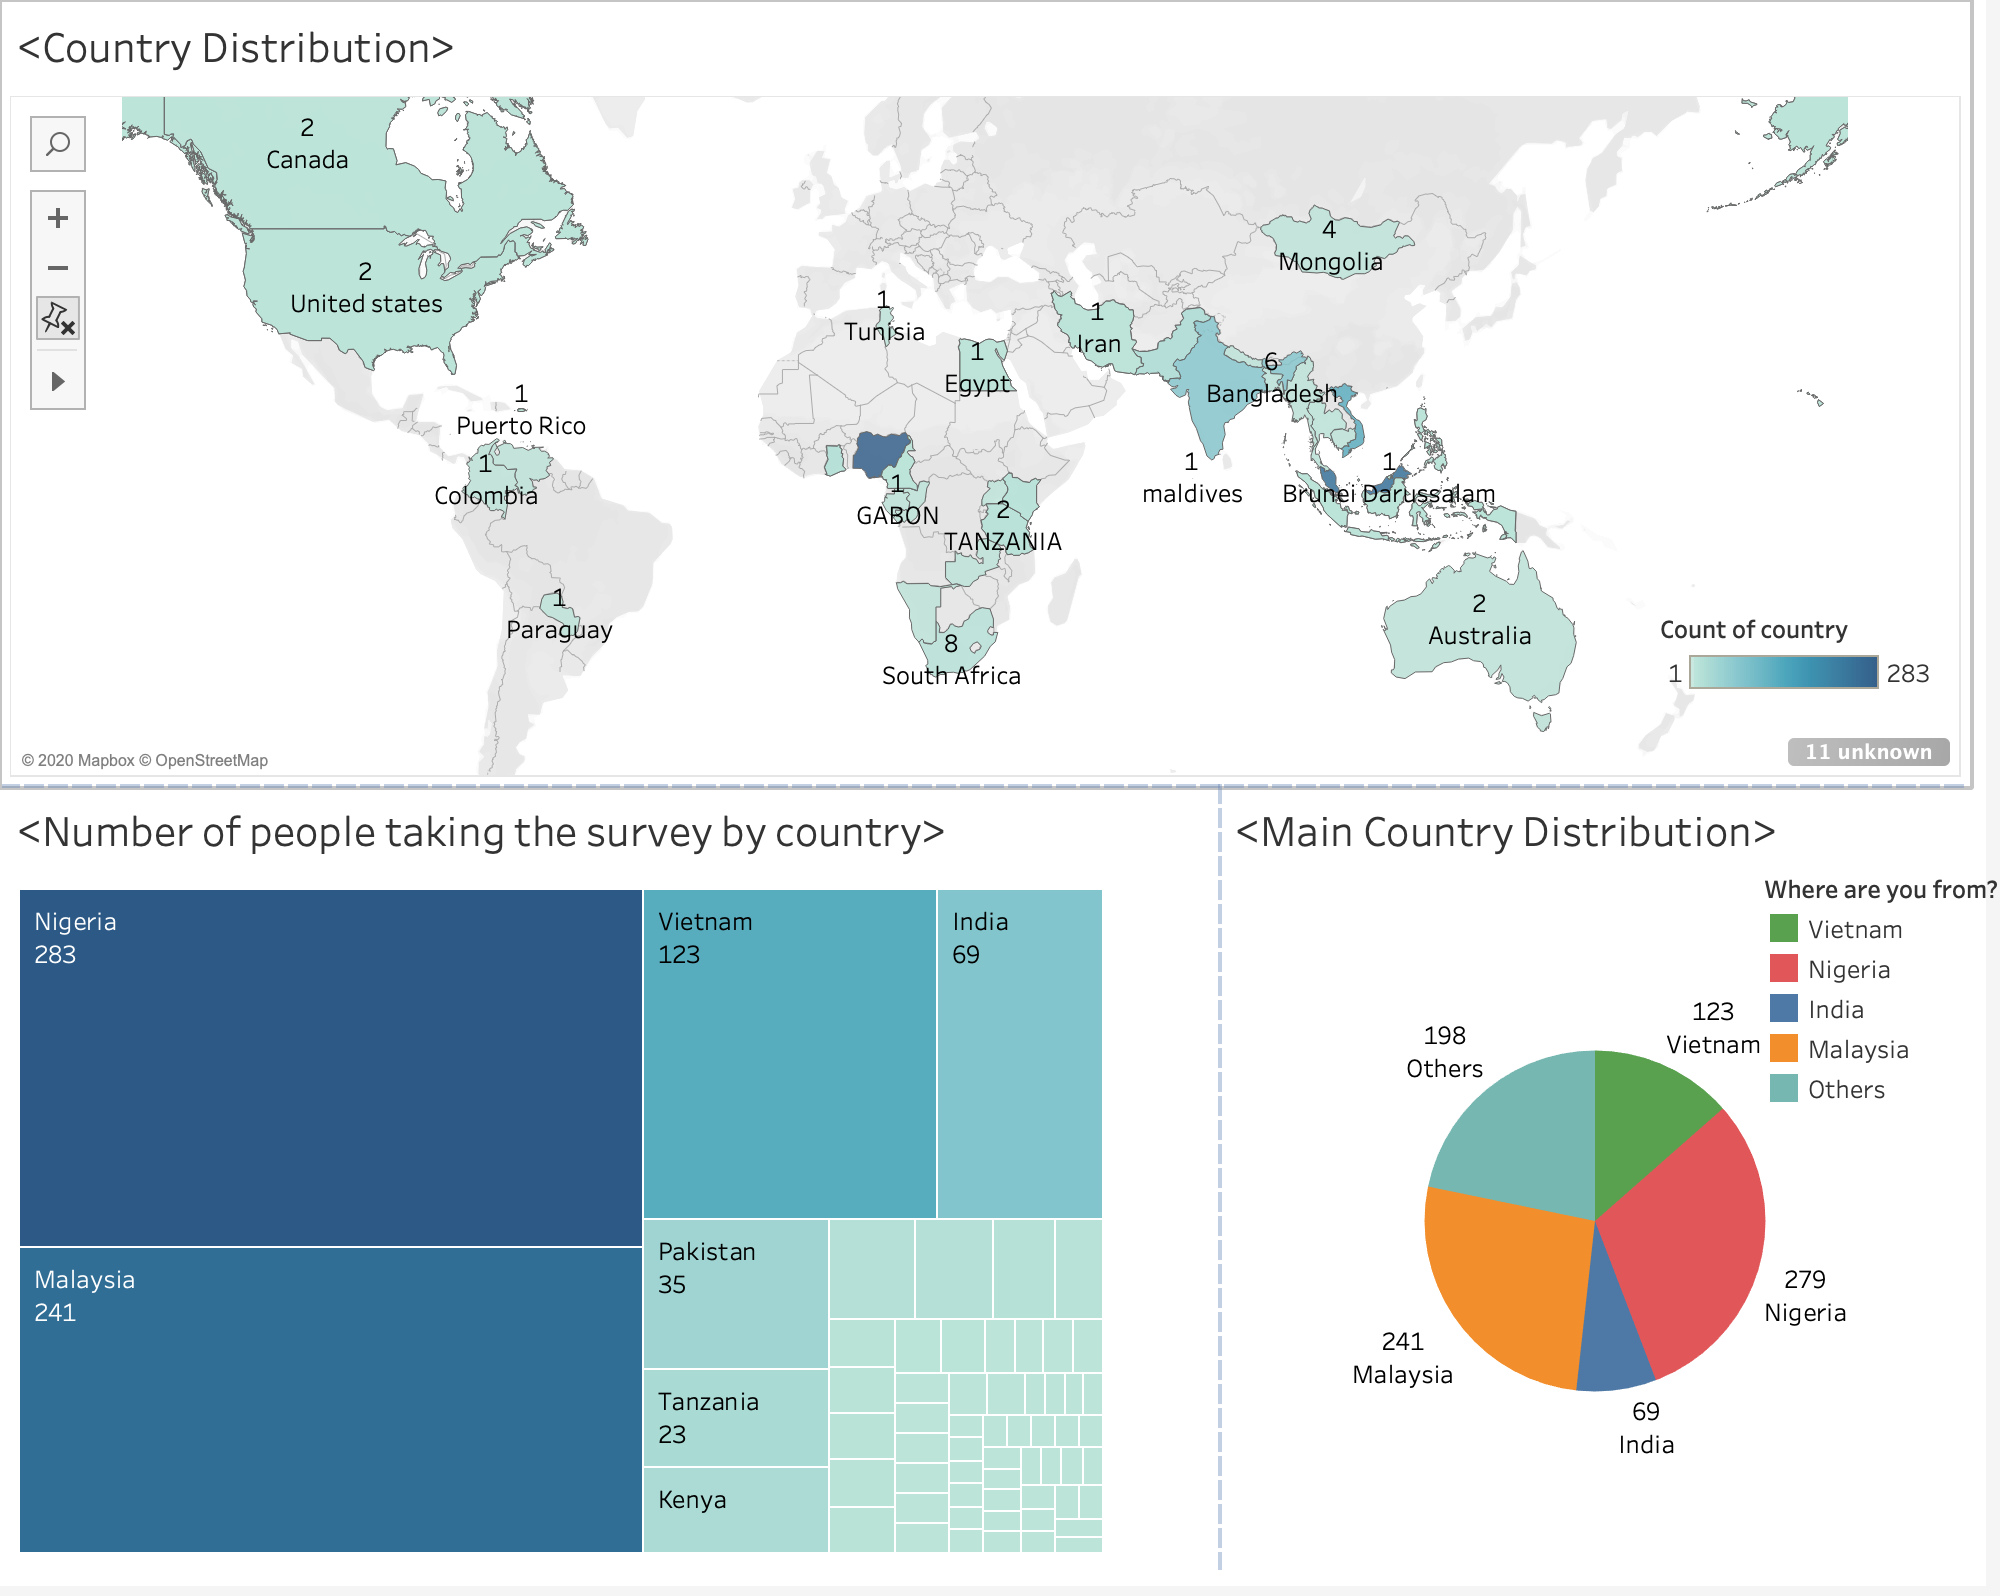 <Country Distribution>
2
Canada
2
United states
1
Puerto Rico
1
Colombia
1
Paraguay
1
Tunisia
1
Egypt
1
GABON
2
TANZANIA
8
South Africa
1
Iran
4
Mongolia
6
Bangladesh
1
maldives
1
Brunei Darussalam
2
Australia
Count of country
1 283
© 2020 Mapbox © OpenStreetMap
11 unknown
<Number of people taking the survey by country>
Nigeria
283
Malaysia
241
Vietnam
123
India
69
Pakistan
35
Tanzania
23
Kenya
<Main Country Distribution>
Where are you from?
Vietnam
Nigeria
India
Malaysia
Others
123
Vietnam
198
Others
279
Nigeria
241
Malaysia
69
India